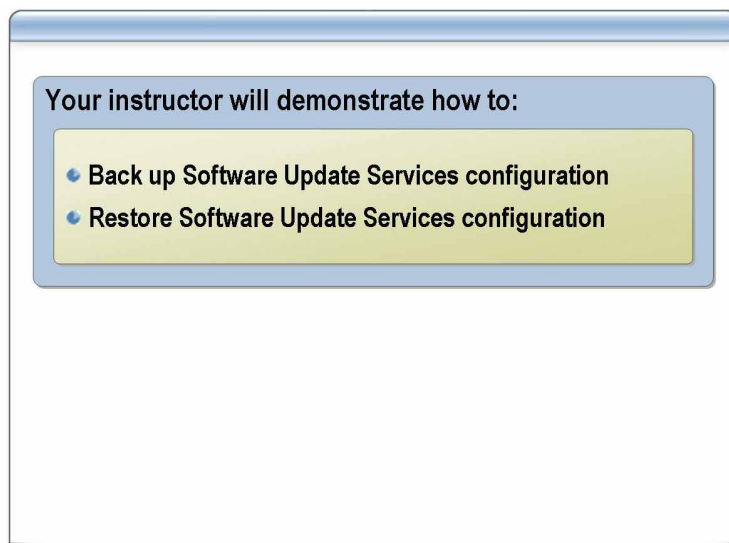 Your instructor will demonstrate how to:
Back up Software Update Services configuration
Restore Software Update Services configuration